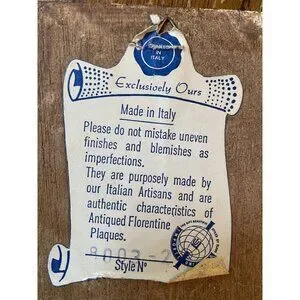 IN
ITALY
Exclusively Ours
Made in Italy
Please do not mistake uneven
finishes and blemishes as
imperfections.
They are purposely made by
our Italian Artisans and are
authentic characteristics of
Antiqued Florentine
Plaques.
Style Nº